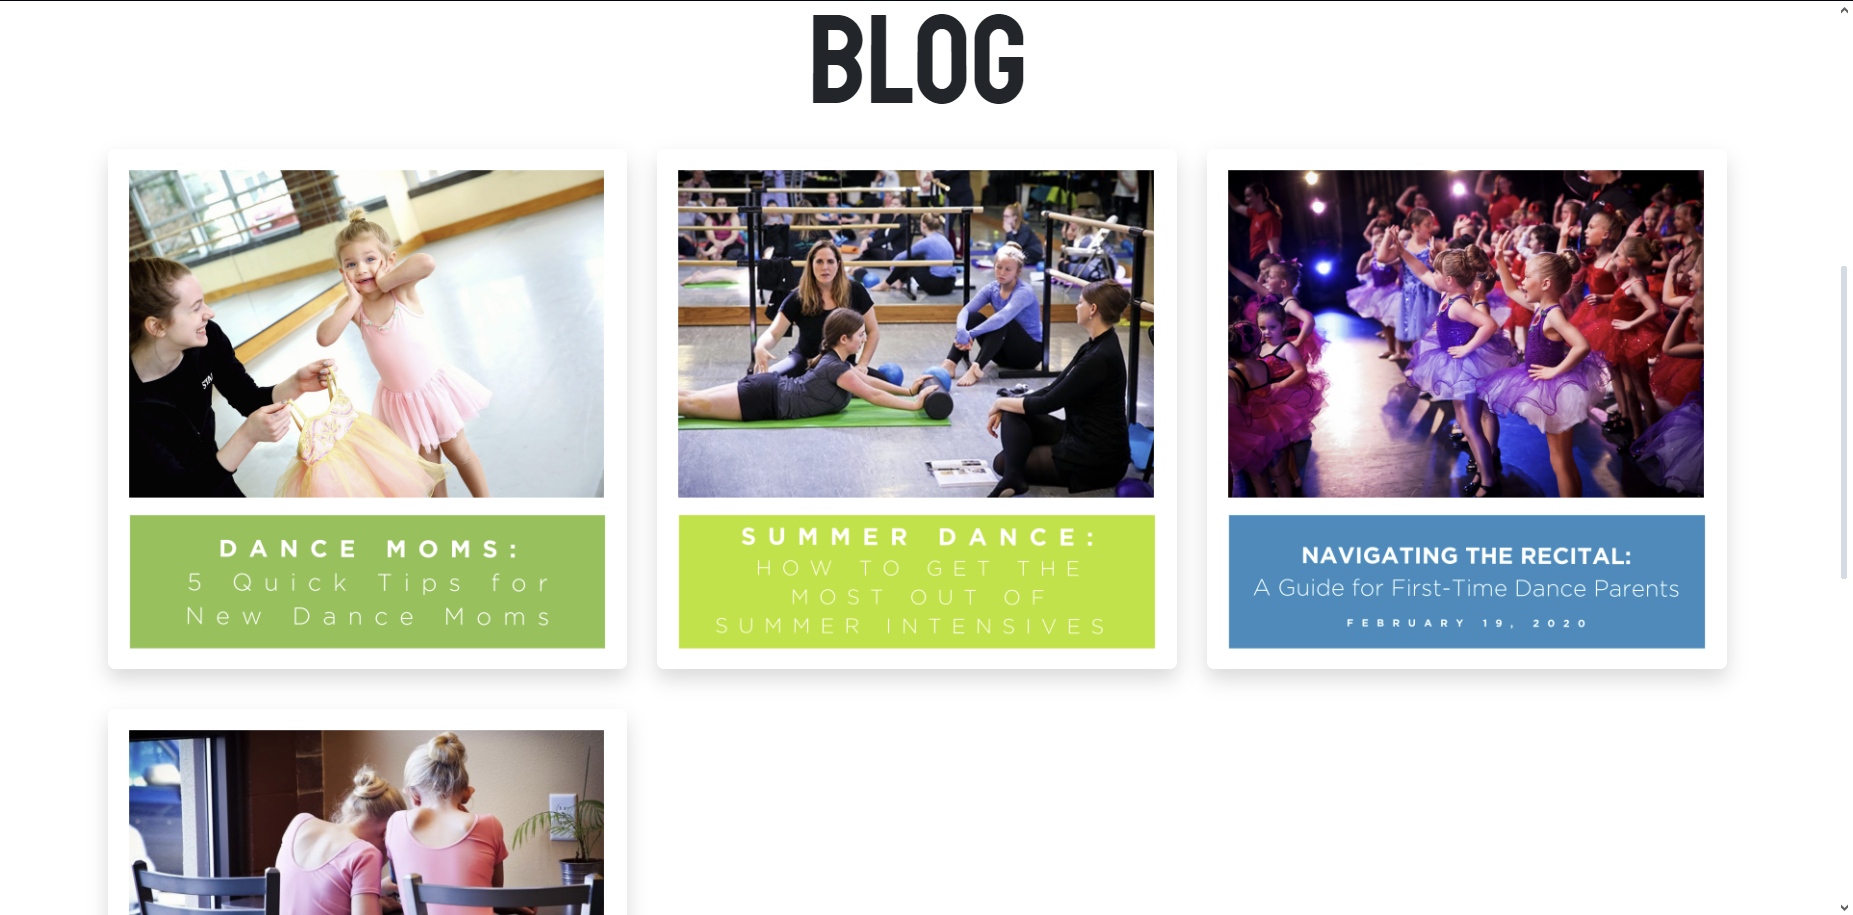 BLOG
DANCE MOMS:
5 Quick Tips for
New Dance Moms
SUMMER DANCE:
HOW TO GET THE
MOST OUT OF
SUMMER INTENSIVES
NAVIGATING THE RECITAL:
A Guide for First-Time Dance Parents
FEBRUARY 19, 2020